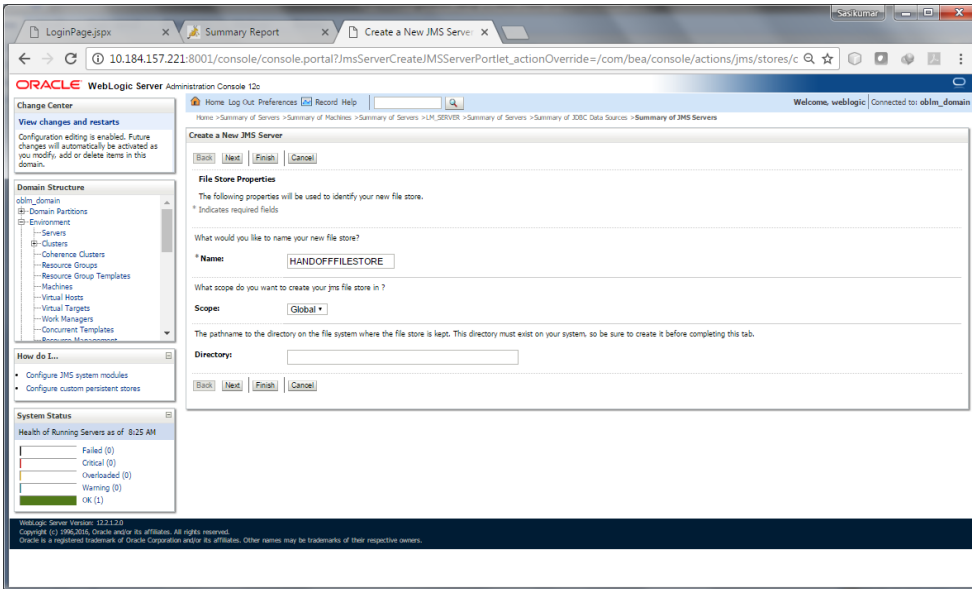 Sasikumar
LoginPage.jspx
Summary Report
Create a New JMS Server
10.184.157.221:8001/console/console.portal?JmsServerCreateJMSServerPortlet_actionOverride=/com/bea/console/actions/jms/stores/c
ORACLE WebLogic Server Administration Console 12c
Change Center
View changes and restarts
Configuration editing is enabled. Future
changes will automatically be activated as
you modify, add or delete items in this
domain.
Domain Structure
oblm_domain
Domain Partitions
Environment
Servers
Clusters
Coherence Clusters
Resource Groups
Resource Group Templates
Machines
Virtual Hosts
Virtual Targets
Work Managers
Concurrent Templates
Resource Management
How do I...
Configure JMS system modules
Configure custom persistent stores
System Status
Health of Running Servers as of 8:25 AM
Failed (0)
Critical (0)
Overloaded (0)
Warning (0)
OK (1)
Home Log Out Preferences Record Help
Welcome, weblogic Connected to: oblm_domain
Home >Summary of Servers >Summary of Machines >Summary of Servers >LM_SERVER >Summary of Servers >Summary of JDBC Data Sources >Summary of JMS Servers
Create a New JMS Server
Back Next Finish Cancel
File Store Properties
The following properties will be used to identify your new file store.
* Indicates required fields
What would you like to name your new file store?
* Name: HANDOFFFILESTORE
What scope do you want to create your jms file store in ?
Scope: Global
The pathname to the directory on the file system where the file store is kept. This directory must exist on your system, so be sure to create it before completing this tab.
Directory:
Back Next Finish Cancel
WebLogic Server Version: 12.2.1.2.0
Copyright (c) 1996,2016, Oracle and/or its affiliates. All rights reserved.
Oracle is a registered trademark of Oracle Corporation and/or its affiliates. Other names may be trademarks of their respective owners.